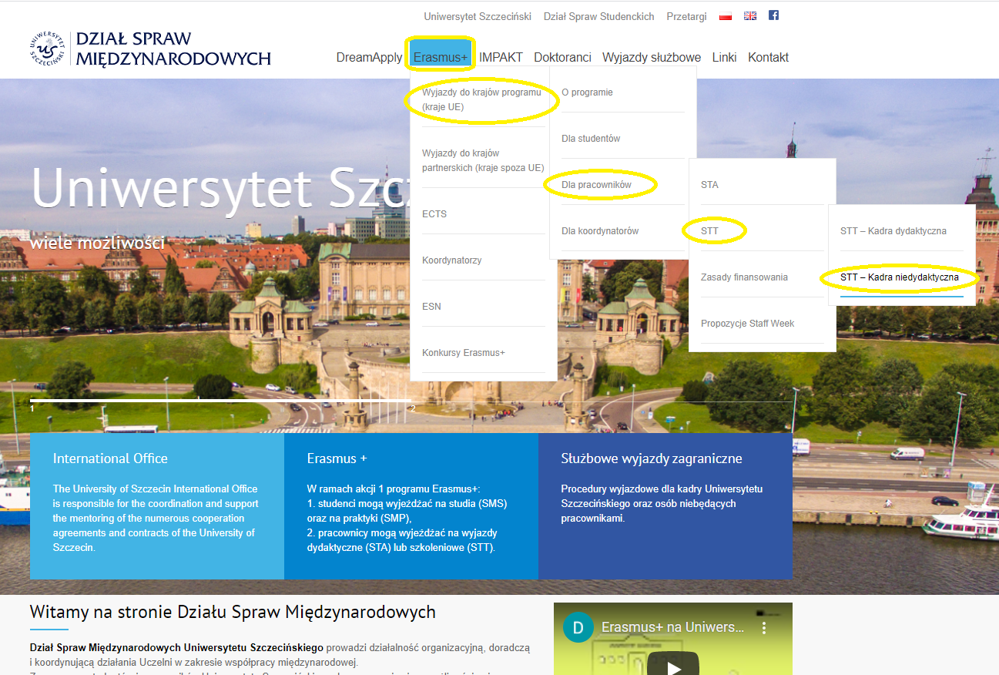 Uniwersytet Szczeciński Dział Spraw Studenckich Przetargi
UNIWERSYTET SZCZECIŃSKI
DZIAŁ SPRAW
MIĘDZYNARODOWYCH
DreamApply Erasmus+ IMPAKT Doktoranci Wyjazdy służbowe Linki Kontakt
Wyjazdy do krajów programu
(kraje UE)
Wyjazdy do krajów
partnerskich (kraje spoza UE)
ECTS
Koordynatorzy
ESN
Konkursy Erasmus+
O programie
Dla studentów
Dla pracowników
Dla koordynatorów
STA
STT
Zasady finansowania
Propozycje Staff Week
STT – Kadra dydaktyczna
STT – Kadra niedydaktyczna
Uniwersytet Szcz
wiele możliwości
1
2
International Office
The University of Szczecin International Office
is responsible for the coordination and support
the mentoring of the numerous cooperation
agreements and contracts of the University of
Szczecin.
Erasmus +
W ramach akcji 1 programu Erasmus+:
1. studenci mogą wyjeżdżać na studia (SMS)
oraz na praktyki (SMP),
2. pracownicy mogą wyjeżdżać na wyjazdy
dydaktyczne (STA) lub szkoleniowe (STT).
Służbowe wyjazdy zagraniczne
Procedury wyjazdowe dla kadry Uniwersytetu
Szczecińskiego oraz osób niebędących
pracownikami.
Witamy na stronie Działu Spraw Międzynarodowych
Dział Spraw Międzynarodowych Uniwersytetu Szczecińskiego prowadzi działalność organizacyjną, doradczą
i koordynującą działania Uczelni w zakresie współpracy międzynarodowej.
D Erasmus+ na Uniwers...